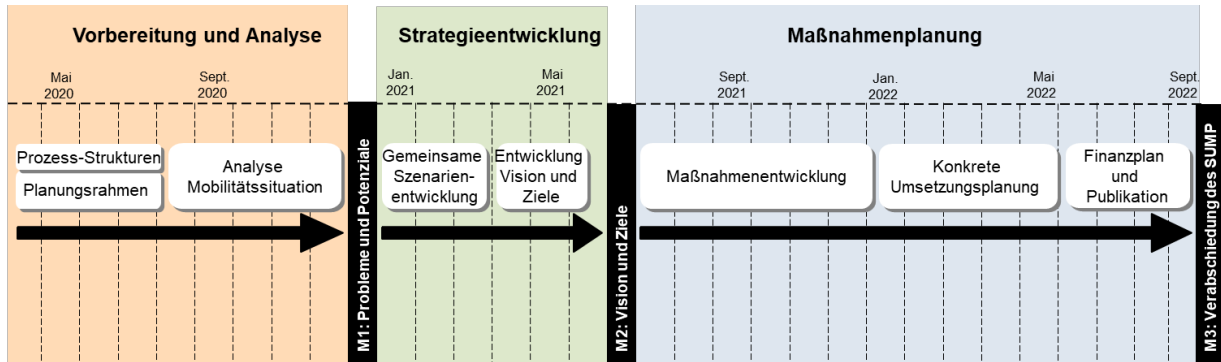 Vorbereitung und Analyse
Mai
2020
Sept.
2020
Prozess-Strukturen
Planungsrahmen
Analyse
Mobilitätssituation
M1: Probleme und Potenziale
Strategieentwicklung
Jan.
2021
Mai
2021
Gemeinsame
Szenarien-
entwicklung
Entwicklung
Vision und
Ziele
M2: Vision und Ziele
Maßnahmenplanung
Sept.
2021
Jan.
2022
Mai
2022
Sept.
2022
Maßnahmenentwicklung
Konkrete
Umsetzungsplanung
Finanzplan
und
Publikation
M3: Verabschiedung des SUMP